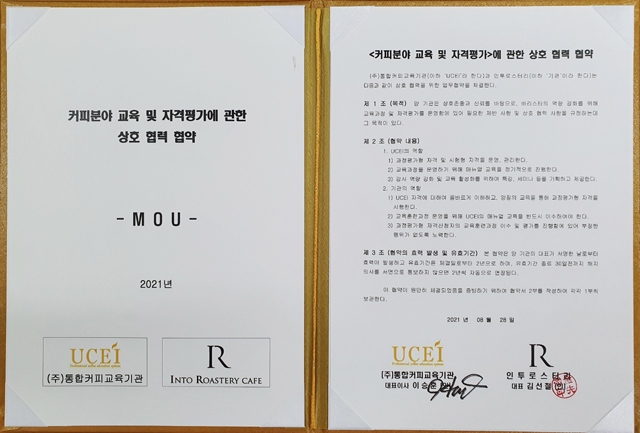 커피분야 교육 및 자격평가에 관한
상호 협력 협약
- M O U -
2021년
UCEI
(주)통합커피교육기관
R
INTO ROASTERY CAFE
<커피분야 교육 및 자격평가>에 관한 상호 협력 협약
(주)통합커피교육기관(이하 'UCEI'라 한다)과 인투로스터리(이하 '기관'이라 한다)는
다음과 같이 상호 협력을 위한 업무협약을 체결한다.
제 1 조 (목적) 양 기관은 상호존중과 신뢰를 바탕으로, 바리스타의 역량 강화를 위해
교육과정 및 자격평가를 운영함에 있어 필요한 제반 사항 및 상호 협력 사항을 규정하는데
그 목적이 있다.
제 2 조 (협약 내용)
1. UCEI의 역할
1) 과정평가형 자격 및 시험형 자격을 운영, 관리한다.
2) 교육과정을 운영하기 위해 매뉴얼 교육을 정기적으로 진행한다.
3) 강사 역량 강화 및 교육 활성화를 위하여 특강, 세미나 등을 기획하고 제공한다.
2. 기관의 역할
1) UCEI 자격에 대하여 올바르게 이해하고, 양질의 교육을 통해 과정평가형 자격을
시행한다.
2) 교육훈련과정 운영을 위해 UCEI의 매뉴얼 교육을 반드시 이수하여야 한다.
3) 과정평가형 자격신청자의 교육훈련과정 이수 및 평가를 진행함에 있어 부정한
행위가 없도록 노력한다.
제 3 조 (협약의 효력 발생 및 유효기간) 본 협약은 양 기관의 대표가 서명한 날로부터
효력이 발생하고 유효기간은 체결일로부터 2년으로 하며, 유효기간 종료 30일전까지 해지
의사를 서면으로 통보하지 않으면 2년씩 자동으로 연장된다.
이 협약이 원만히 체결되었음을 증빙하기 위하여 협약서 2부를 작성하여 각각 1부씩
보관한다.
2021 년 08 월 28 일
UCEI
(주)통합커피교육기관
대표이사 이승훈
R
인투로스터리
대표 김선철 (인)